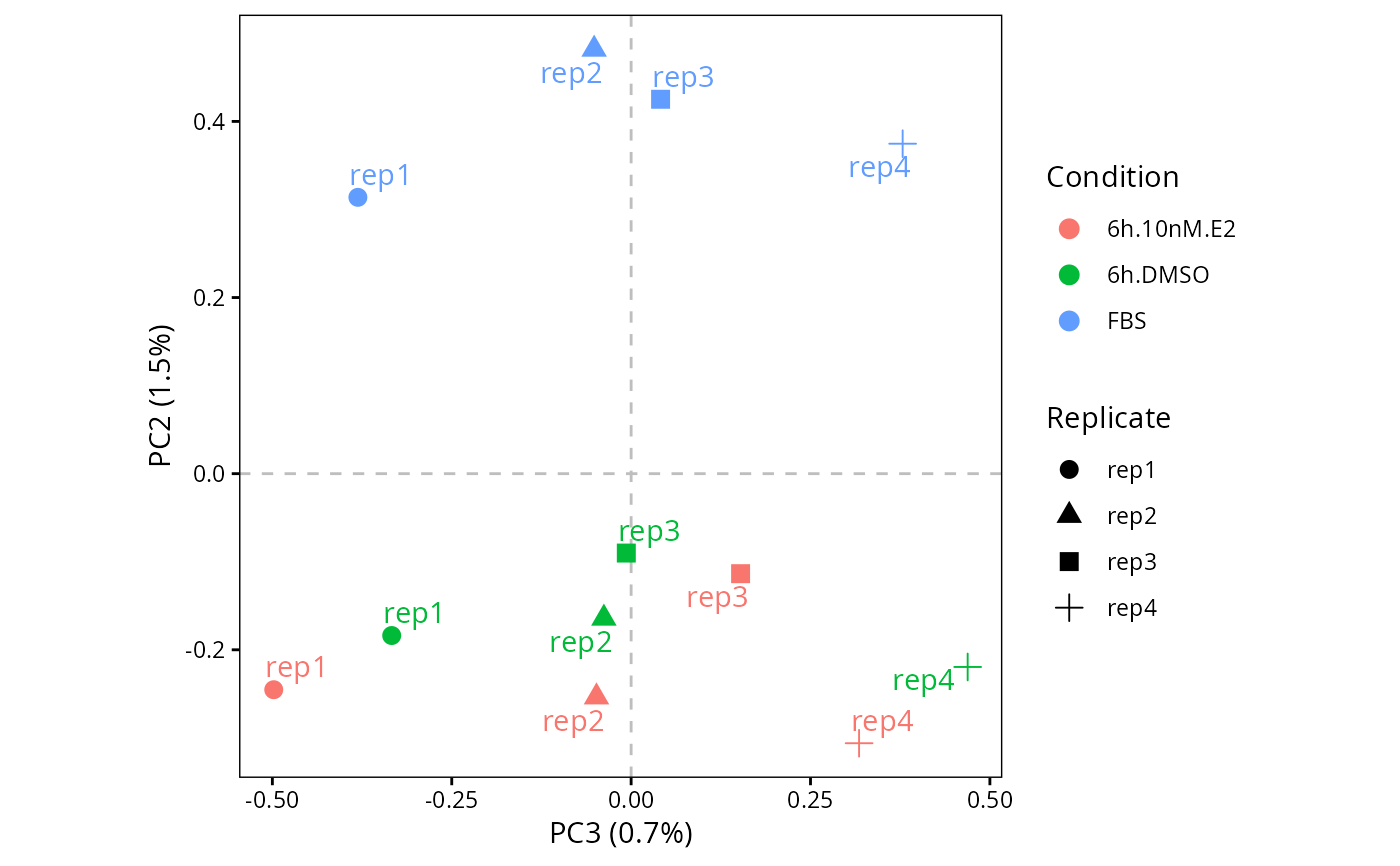 rep2
rep3
rep4
rep1
rep3
rep3
rep1
rep2
rep1
rep4
rep2
rep4
0.4
0.2
0.0
-0.2
-0.50
-0.25
0.00
0.25
0.50
PC3 (0.7%)
PC2 (1.5%)
Condition
6h.10nM.E2
6h.DMSO
FBS
Replicate
rep1
rep2
rep3
rep4